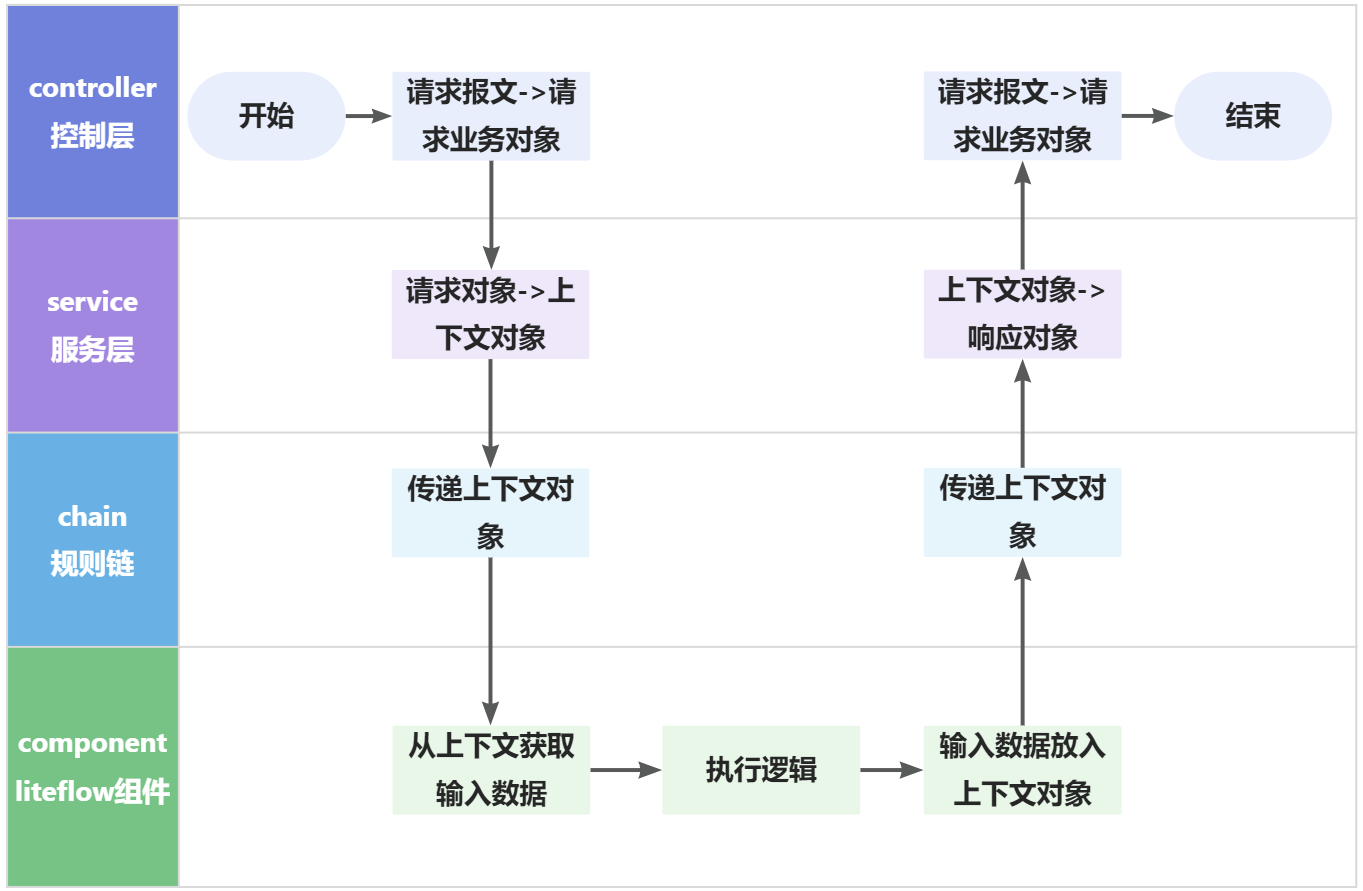 controller
控制层
开始
请求报文->请
求业务对象
请求报文->请
求业务对象
结束
service
服务层
请求对象->上
下文对象
上下文对象->
响应对象
chain
规则链
传递上下文对
象
传递上下文对
象
component
liteflow组件
从上下文获取
输入数据
执行逻辑
输入数据放入
上下文对象